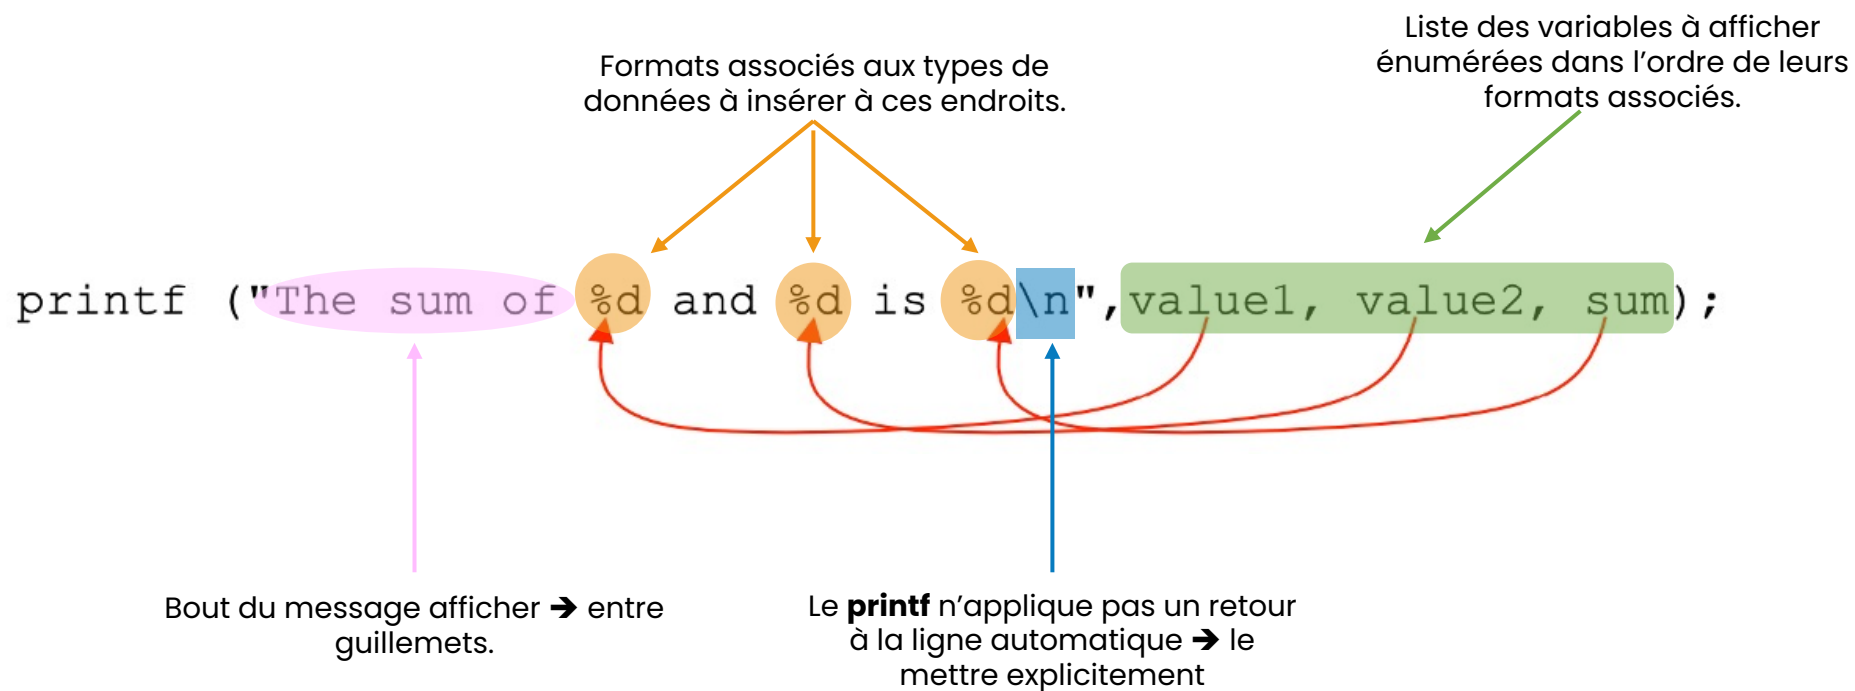 Liste des variables à afficher
énumérées dans l'ordre de leurs
formats associés.
Formats associés aux types de
données à insérer à ces endroits.
printf ("The sum of %d and %d is %d\n",value1, value2, sum);
Bout du message afficher ➔ entre
guillemets.
Le printf n'applique pas un retour
à la ligne automatique ➔ le
mettre explicitement